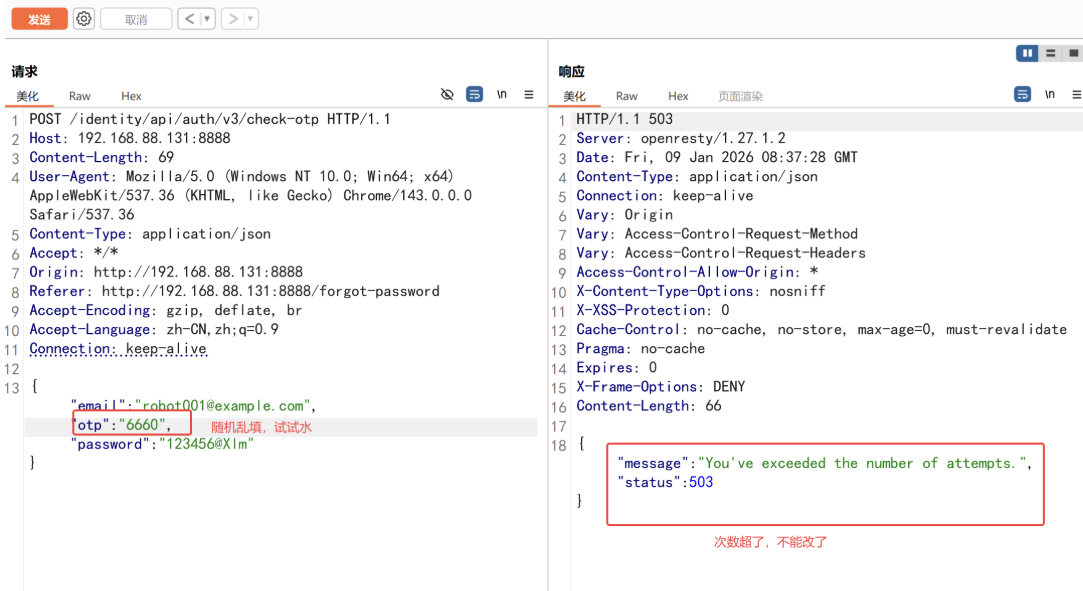 发送 取消 < ▼ > ▼
请求
美化 Raw Hex \n
1 POST /identity/api/auth/v3/check-otp HTTP/1.1
2 Host: 192.168.88.131:8888
3 Content-Length: 69
4 User-Agent: Mozilla/5.0 (Windows NT 10.0; Win64; x64)
AppleWebKit/537.36 (KHTML, like Gecko) Chrome/143.0.0.0
Safari/537.36
5 Content-Type: application/json
6 Accept: */*
7 Origin: http://192.168.88.131:8888
8 Referer: http://192.168.88.131:8888/forgot-password
9 Accept-Encoding: gzip, deflate, br
10 Accept-Language: zh-CN,zh;q=0.9
11 Connection: keep-alive
12
13 {
"email":"robot001@example.com",
"otp":"6660", 随机乱填，试试水
"password":"123456@Xlm"
}
响应
美化 Raw Hex 页面渲染 \n
1 HTTP/1.1 503
2 Server: openresty/1.27.1.2
3 Date: Fri, 09 Jan 2026 08:37:28 GMT
4 Content-Type: application/json
5 Connection: keep-alive
6 Vary: Origin
7 Vary: Access-Control-Request-Method
8 Vary: Access-Control-Request-Headers
9 Access-Control-Allow-Origin: *
10 X-Content-Type-Options: nosniff
11 X-XSS-Protection: 0
12 Cache-Control: no-cache, no-store, max-age=0, must-revalidate
13 Pragma: no-cache
14 Expires: 0
15 X-Frame-Options: DENY
16 Content-Length: 66
17
18 {
"message":"You've exceeded the number of attempts.",
"status":503
}
次数超了，不能改了